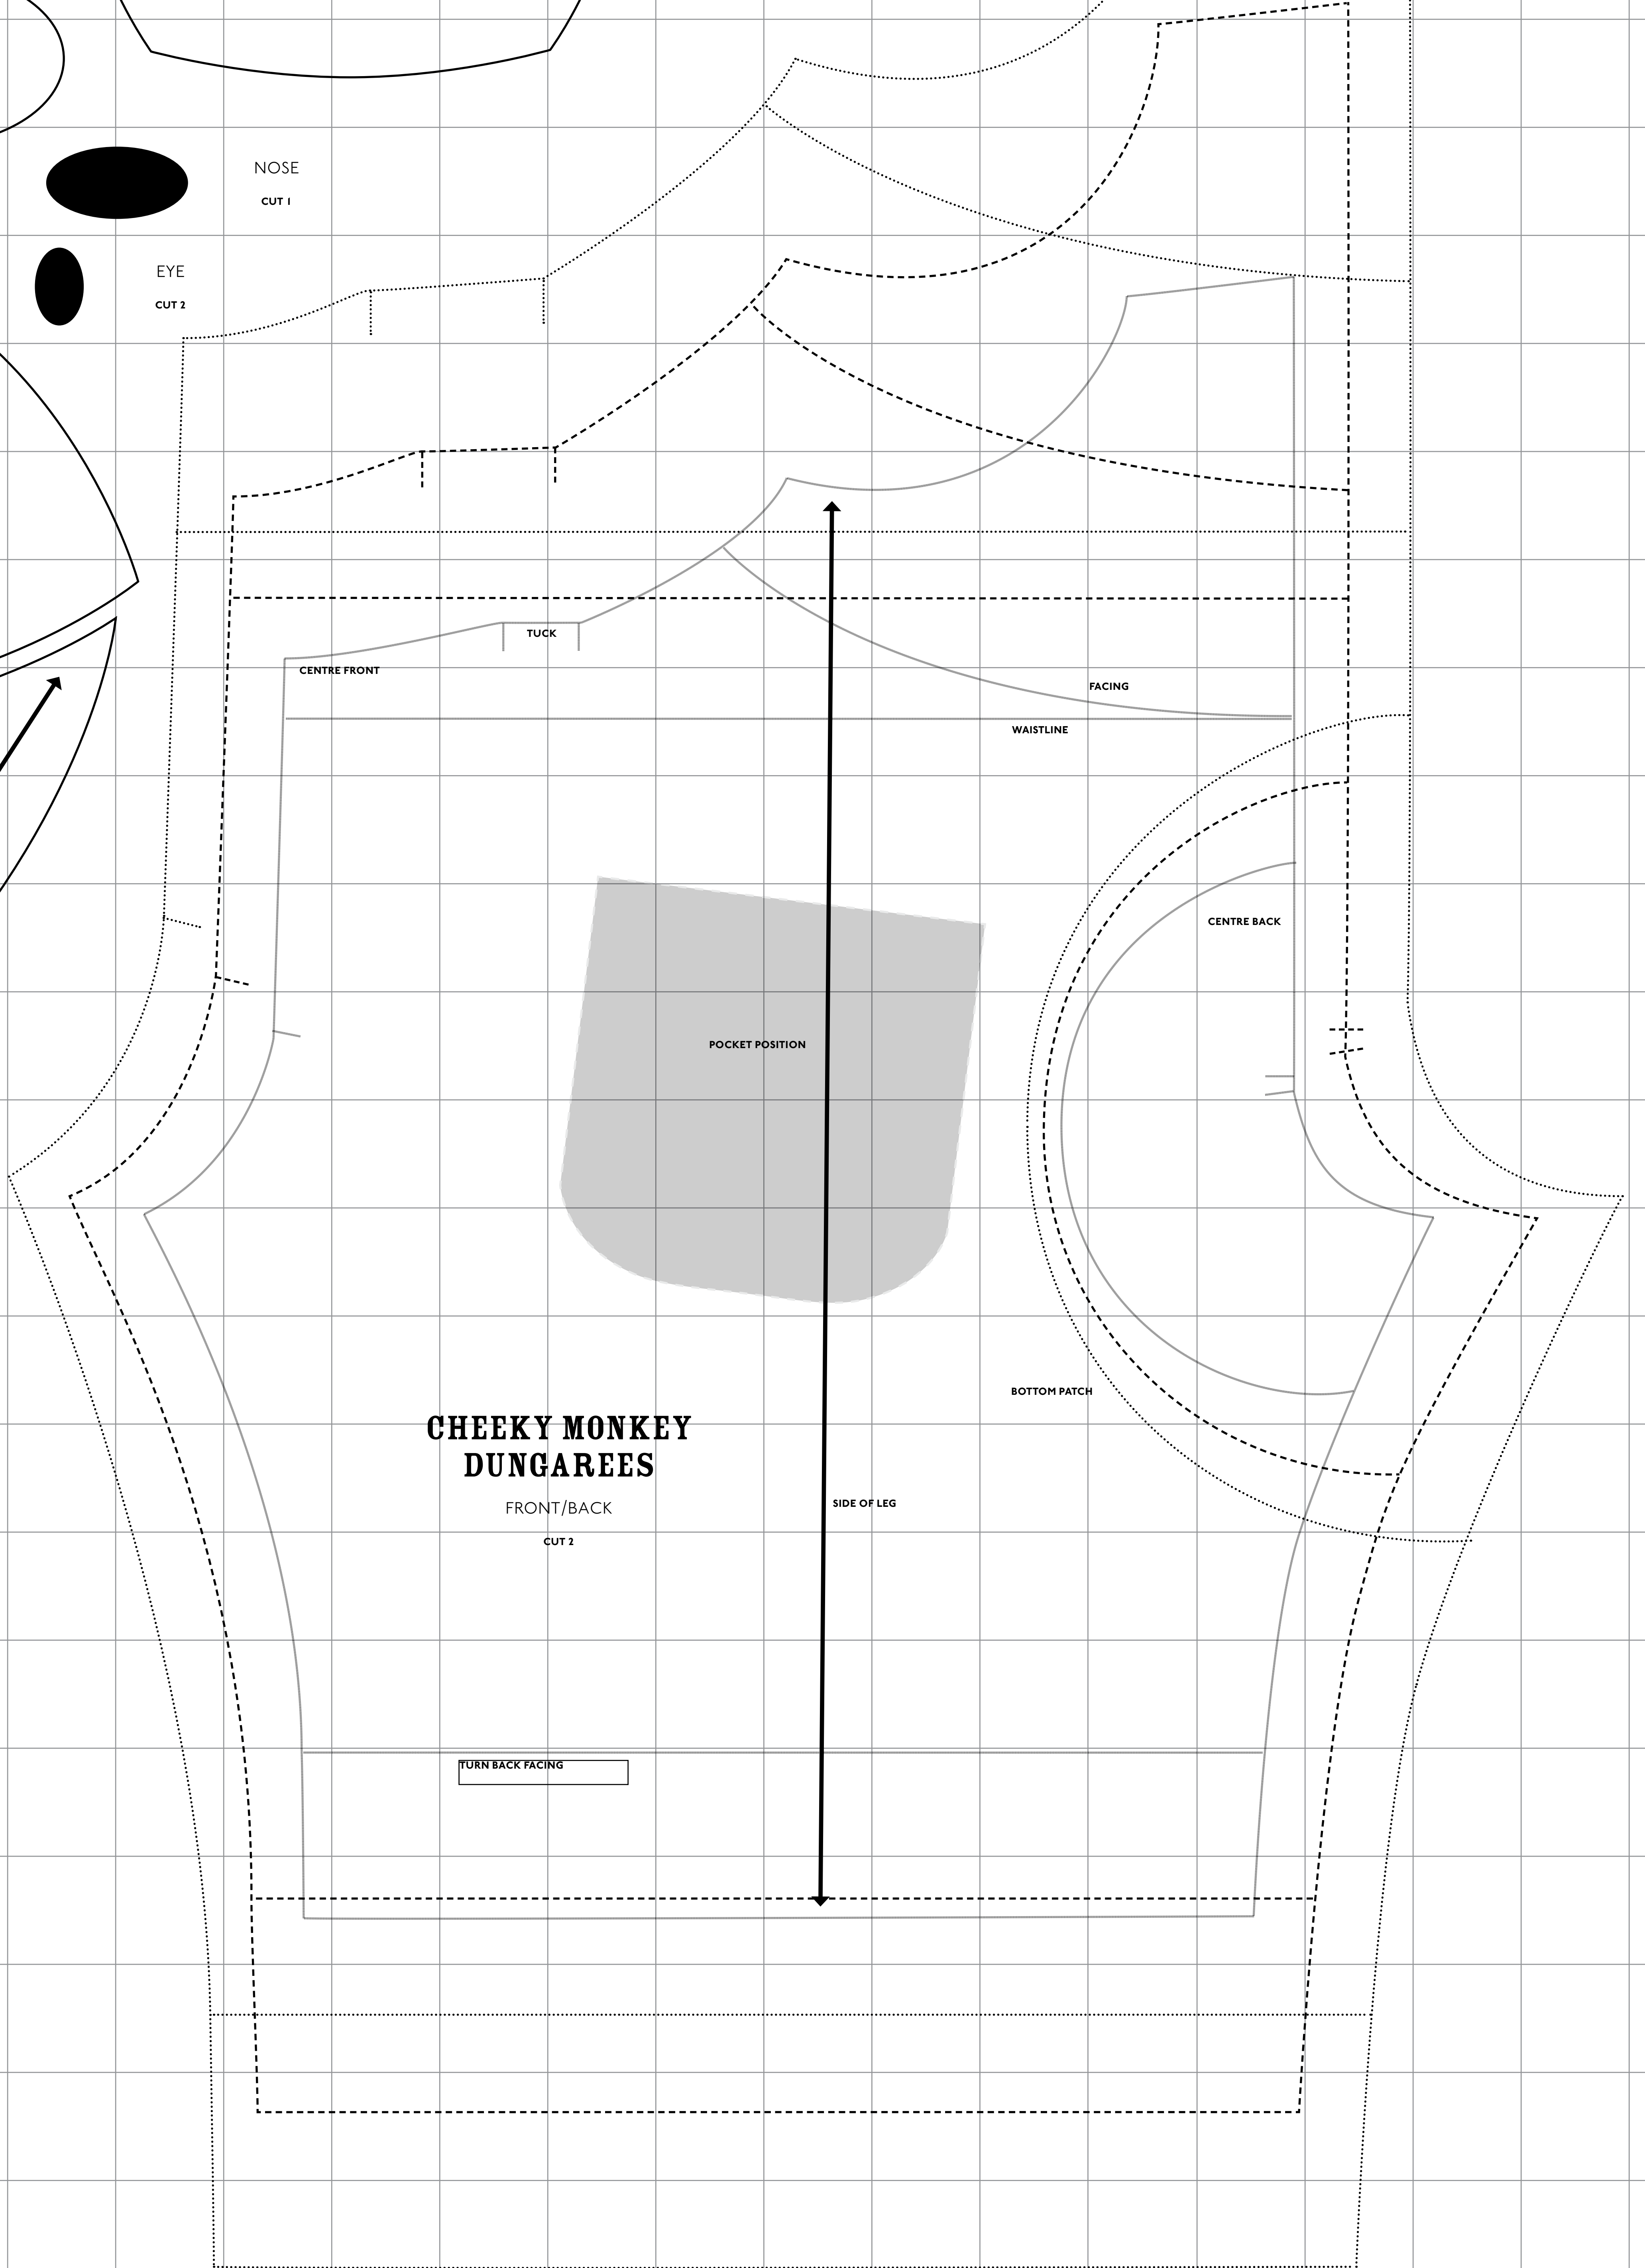 NOSE
CUT 1
EYE
CUT 2
TUCK
CENTRE FRONT
FACING
WAISTLINE
CENTRE BACK
POCKET POSITION
BOTTOM PATCH
CHEEKY MONKEY
DUNGAREES
FRONT/BACK
CUT 2
SIDE OF LEG
TURN BACK FACING